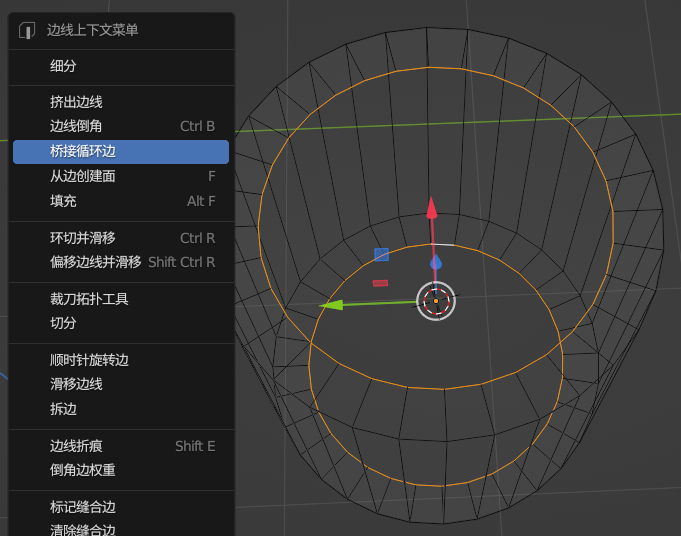 边线上下文菜单
细分
挤出边线
边线倒角 Ctrl B
桥接循环边
从边创建面 F
填充 Alt F
环切并滑移 Ctrl R
偏移边线并滑移 Shift Ctrl R
裁刀拓扑工具
切分
顺时针旋转边
滑移边线
拆边
边线折痕 Shift E
倒角边权重
标记缝合边
清除缝合边